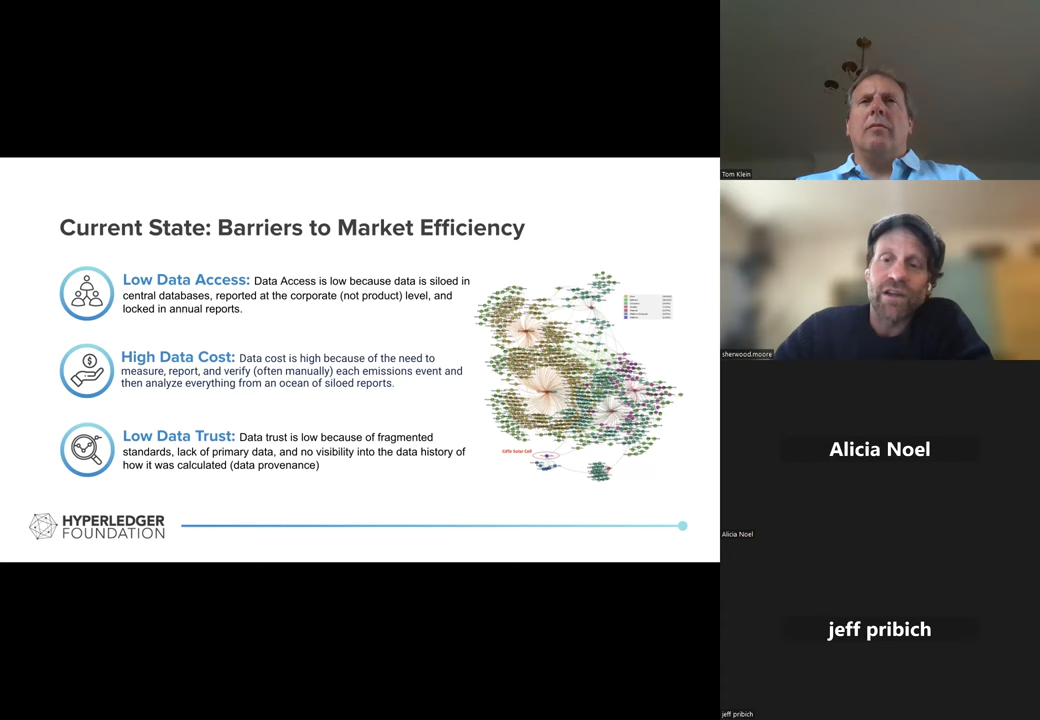 Current State: Barriers to Market Efficiency
Low Data Access: Data Access is low because data is siloed in
central databases, reported at the corporate (not product) level, and
locked in annual reports.
High Data Cost: Data cost is high because of the need to
measure, report, and verify (often manually) each emissions event and
then analyze everything from an ocean of siloed reports.
Low Data Trust: Data trust is low because of fragmented
standards, lack of primary data, and no visibility into the data history of
how it was calculated (data provenance)
HYPERLEDGER
FOUNDATION
Tom Klein
sherwood.moore
Alicia Noel
Alicia Noel
jeff pribich
jeff pribich